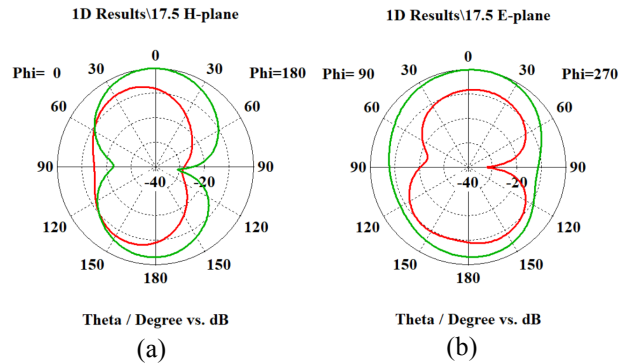 1D Results\17.5 H-plane
0
30 30
Phi= 0 Phi=180
60 60
90 -40 -20 90
120 120
150 150
180
Theta / Degree vs. dB
(a)
1D Results\17.5 E-plane
0
30 30
Phi= 90 Phi=270
60 60
90 -40 -20 90
120 120
150 150
180
Theta / Degree vs. dB
(b)